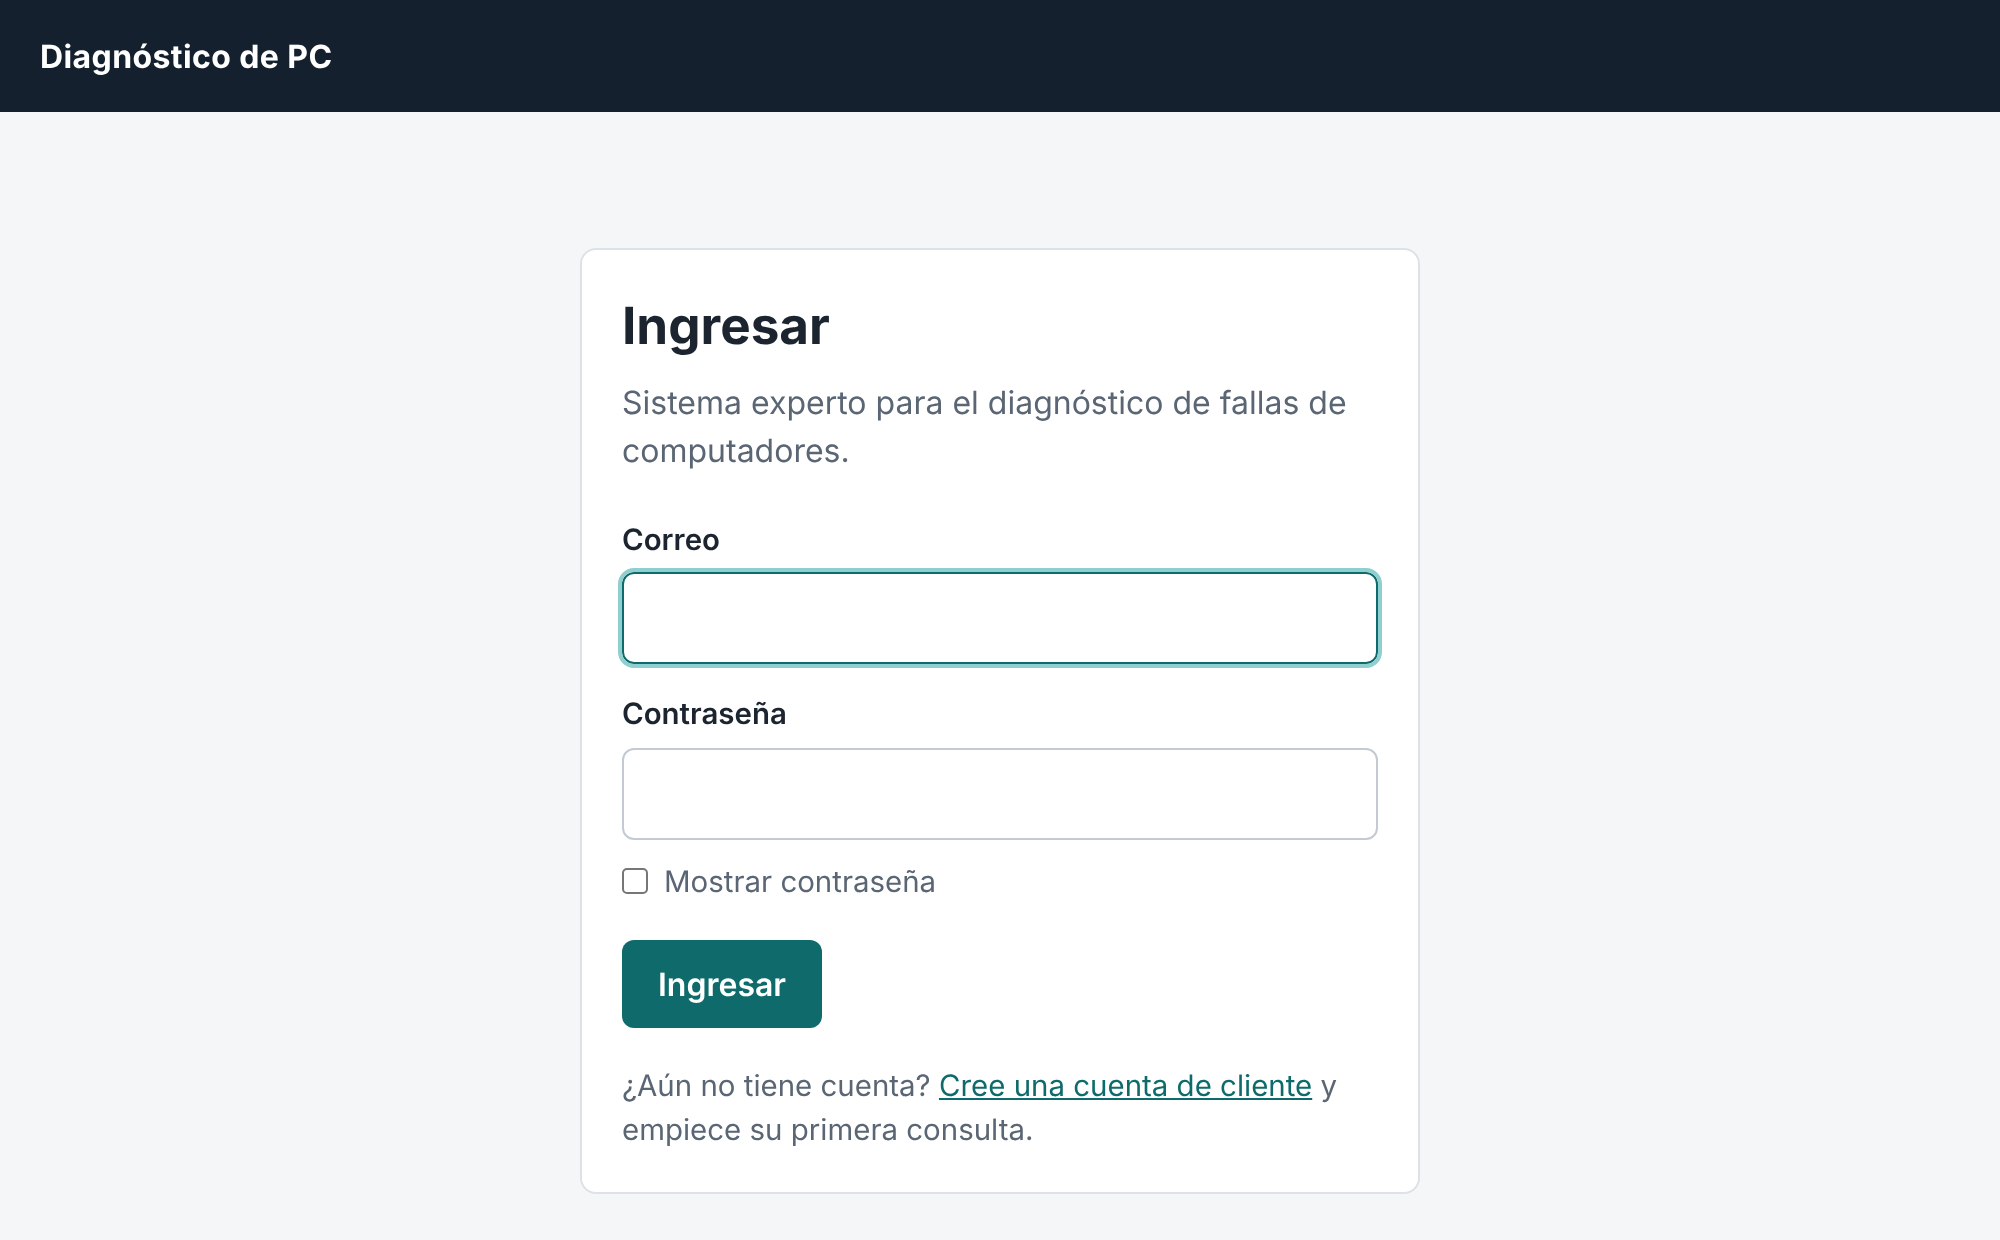 Diagnóstico de PC
Ingresar
Sistema experto para el diagnóstico de fallas de
computadores.
Correo
Contraseña
Mostrar contraseña
Ingresar
¿Aún no tiene cuenta? Cree una cuenta de cliente y
empiece su primera consulta.